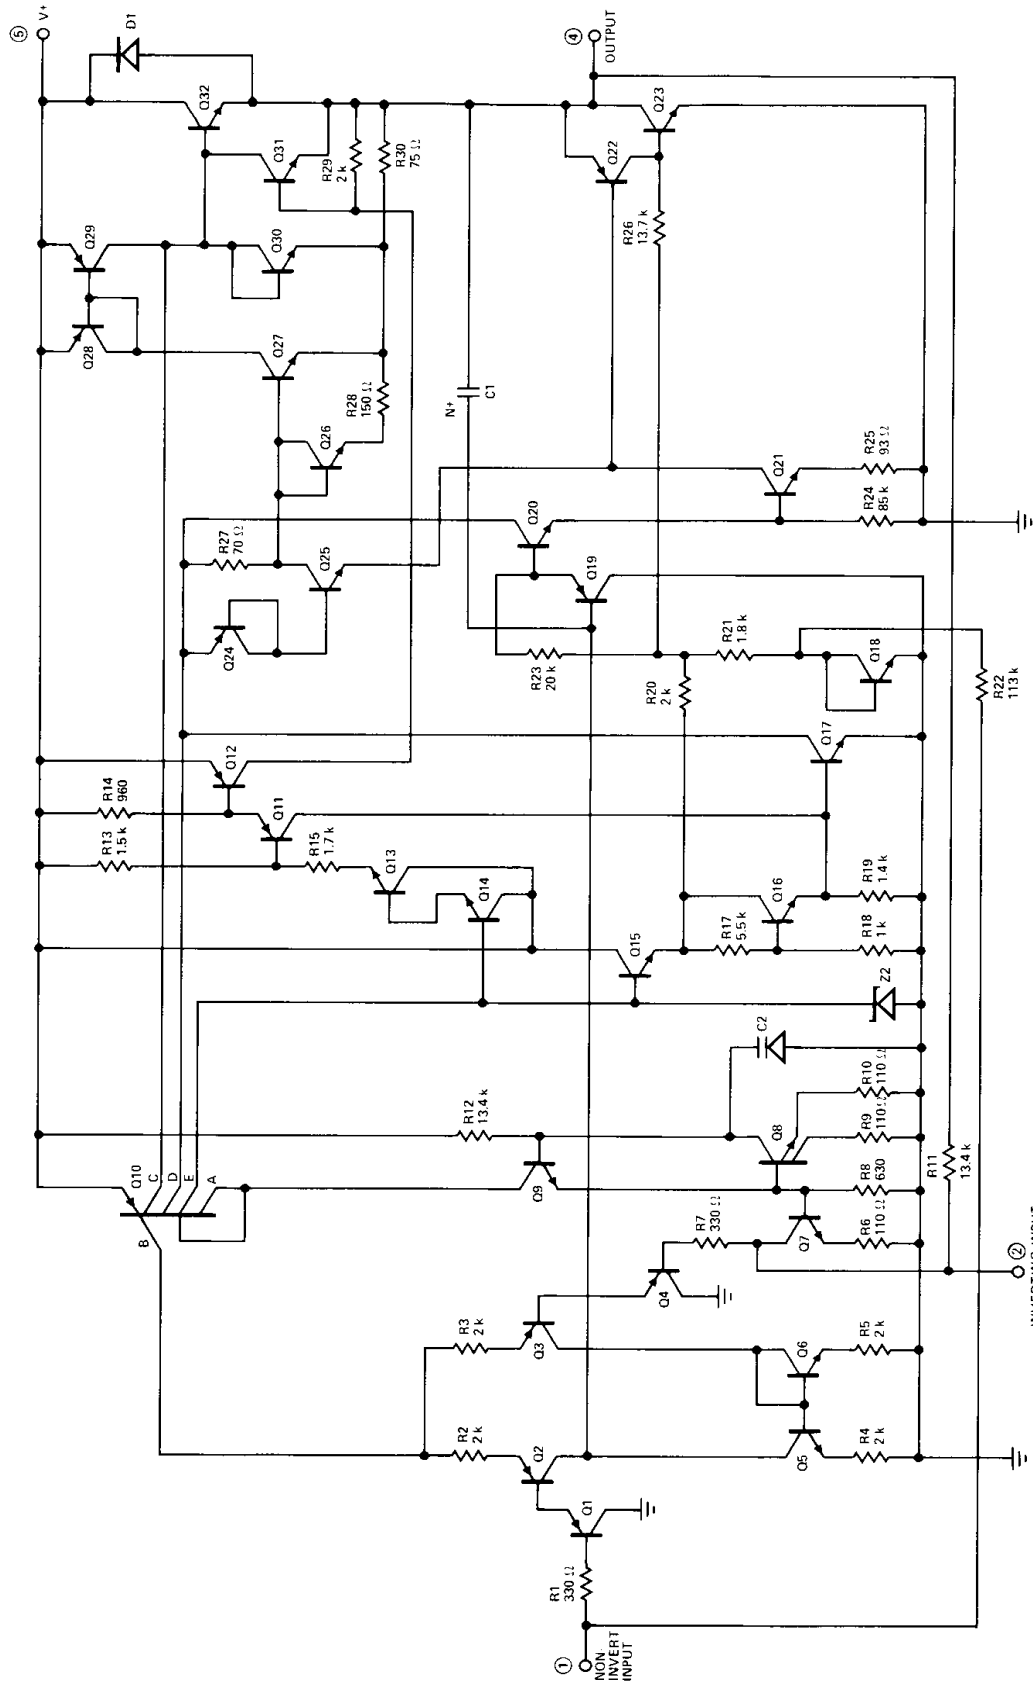 ⑤ V+
D1
Q32
Q31
R29
2 k
R30
75 Ω
Q29
Q30
Q28
Q27
R28
150 Ω
Q26
R27
70 Ω
Q25
Q24
Q12
R14
960
Q11
R13
1.5 k
R15
1.7 k
Q13
Q14
Q10
C
D
E
A
B
④
OUTPUT
Q23
Q22
R26
13.7 k
N+
C1
Q21
R25
93 Ω
R24
85 k
Q20
Q19
R23
20 k
R21
1.8 k
R20
2 k
Q18
R22
113 k
Q17
Q16
R19
1.4 k
R17
5.5 k
R18
1 k
Q15
Z2
C2
R12
13.4 k
Q9
Q8
R10
110 Ω
R9
110 Ω
R8
630
R11
13.4 k
Q7
R6
110 Ω
R7
330 Ω
Q4
②
INVERTING INPUT
R3
2 k
Q3
Q6
R5
2 k
R2
2 k
Q2
Q5
R4
2 k
Q1
R1
330 Ω
①
NON-
INVERT
INPUT